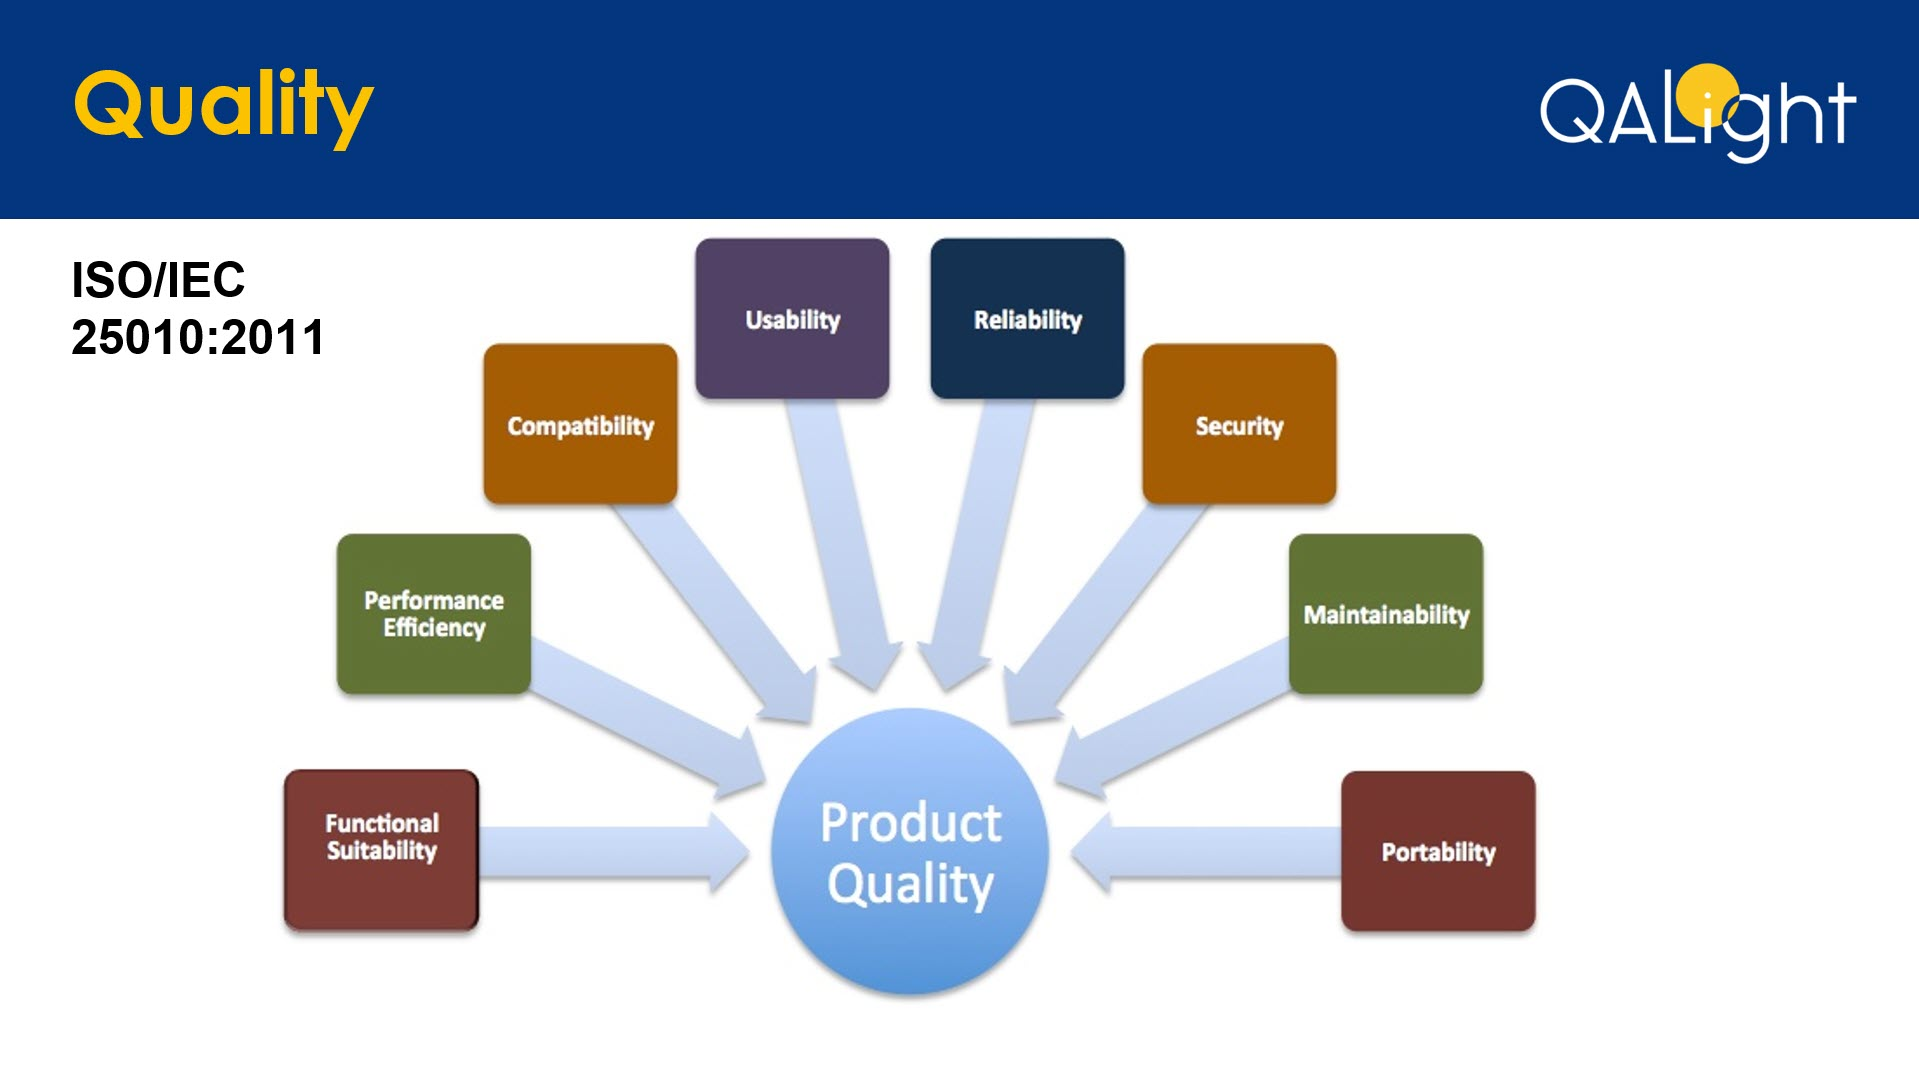 Quality
QALight
ISO/IEC
25010:2011
Usability
Reliability
Compatibility
Security
Performance
Efficiency
Maintainability
Functional
Suitability
Product
Quality
Portability